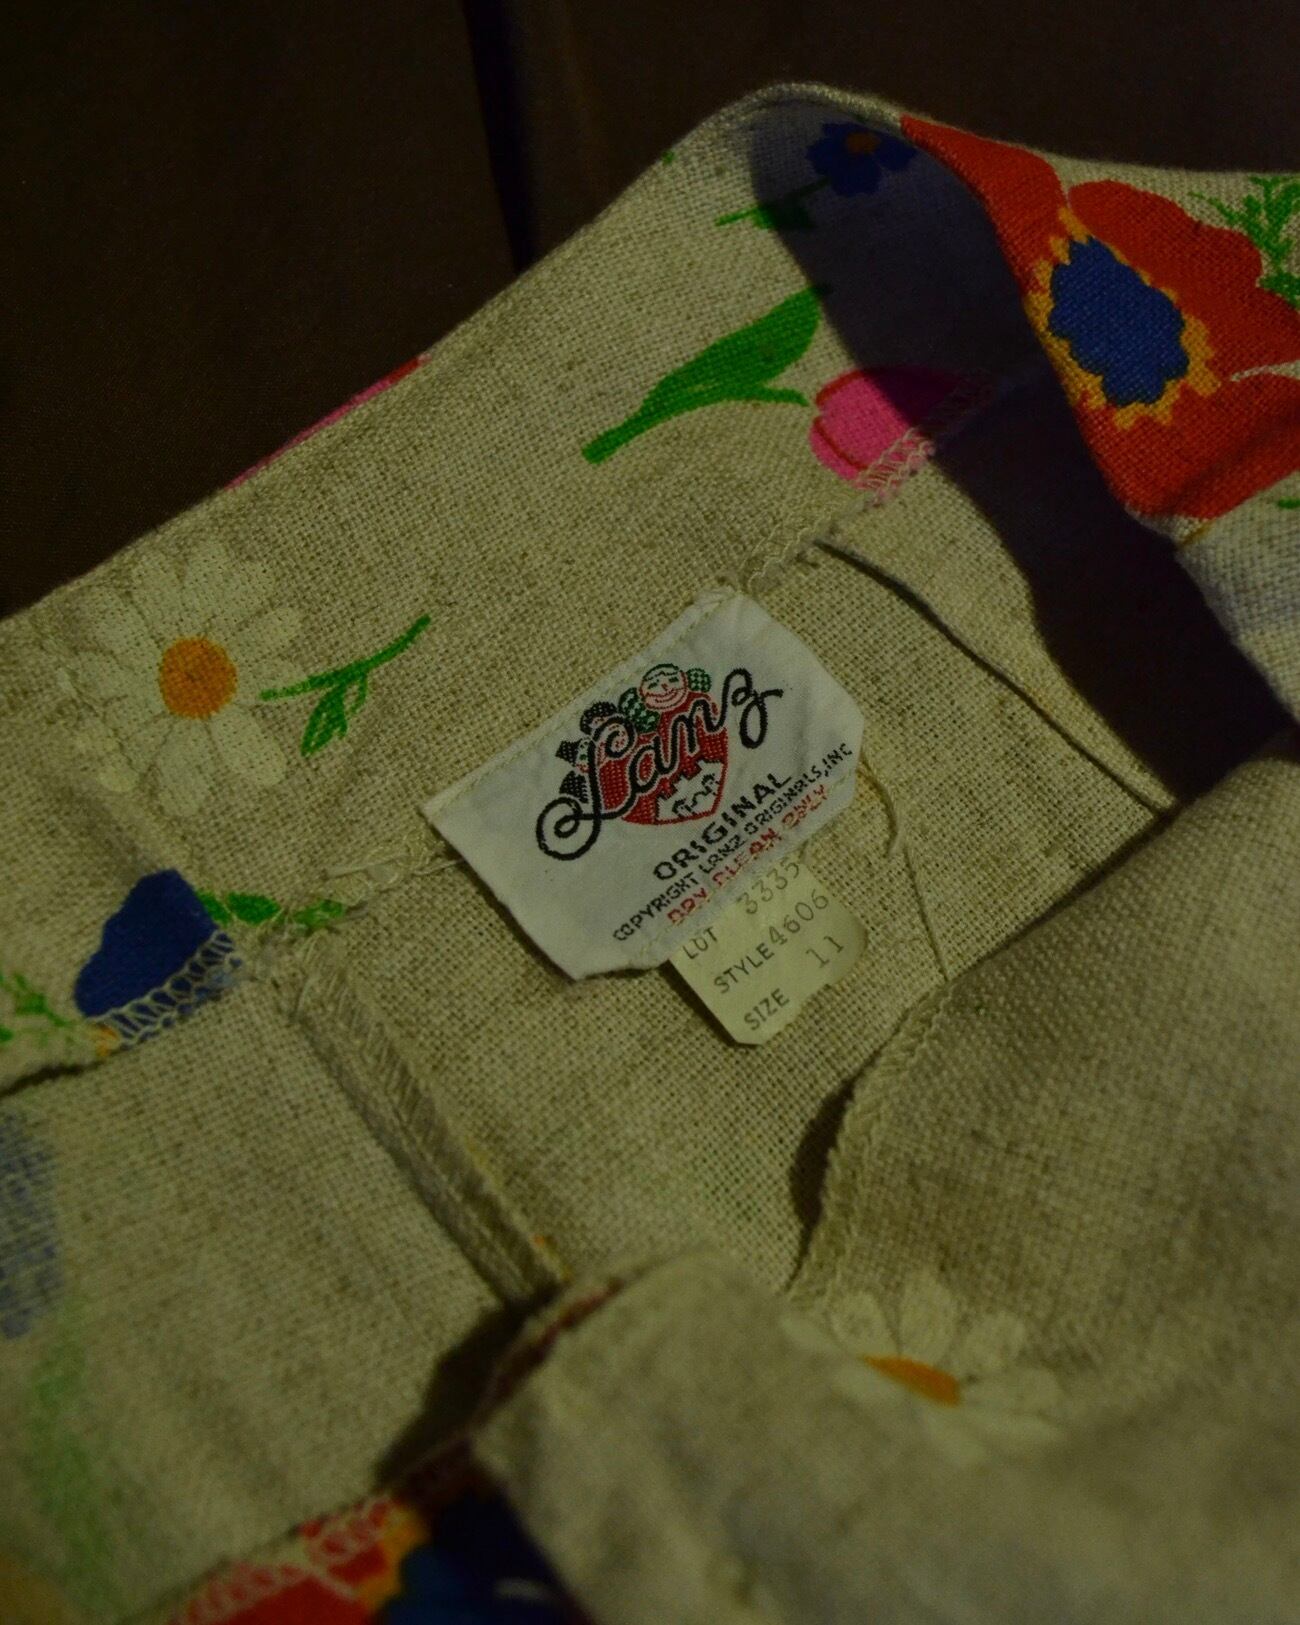 Lanz
ORIGINAL
COPYRIGHT LANZ ORIGINALS, INC
DRY CLEAN ONLY
LOT 3335
STYLE 4606
SIZE 11